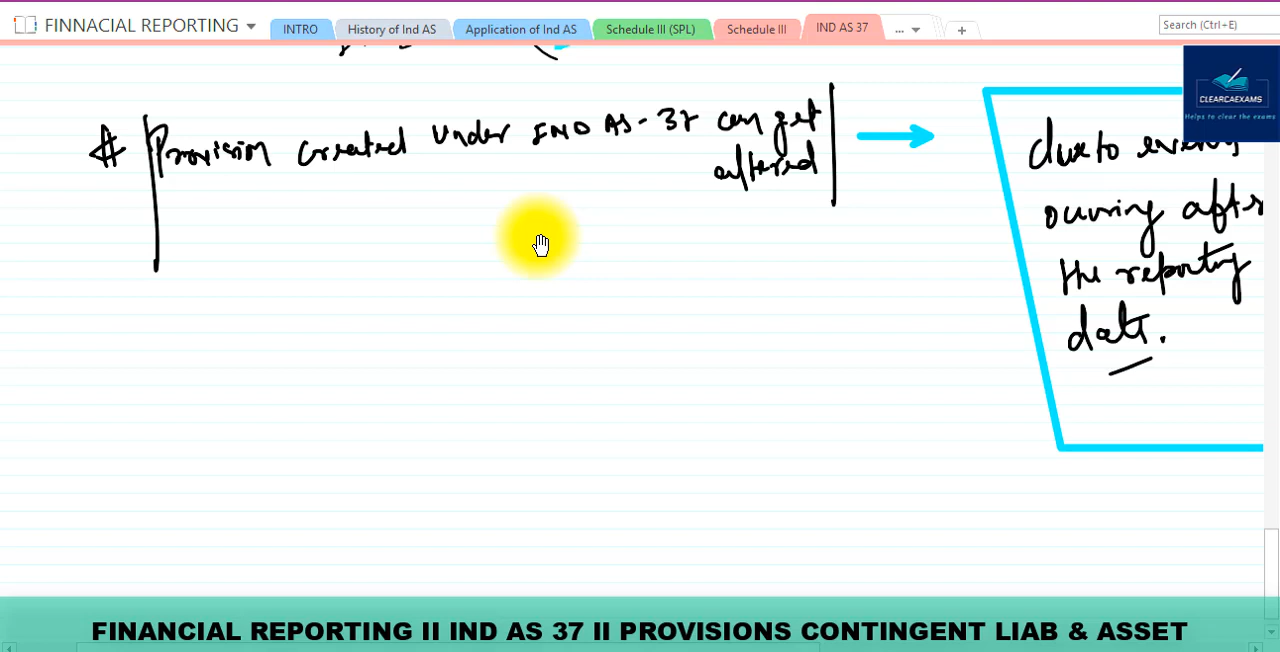 FINNACIAL REPORTING
INTRO
History of Ind AS
Application of Ind AS
Schedule III (SPL)
Schedule III
IND AS 37
...
+
Search (Ctrl+E)
CLEARCAEXAMS
Helps to clear the exams
# Provision created under IND AS-37 can get
altered
due to events
occuring after
the reporting
date.
FINANCIAL REPORTING II IND AS 37 II PROVISIONS CONTINGENT LIAB & ASSET